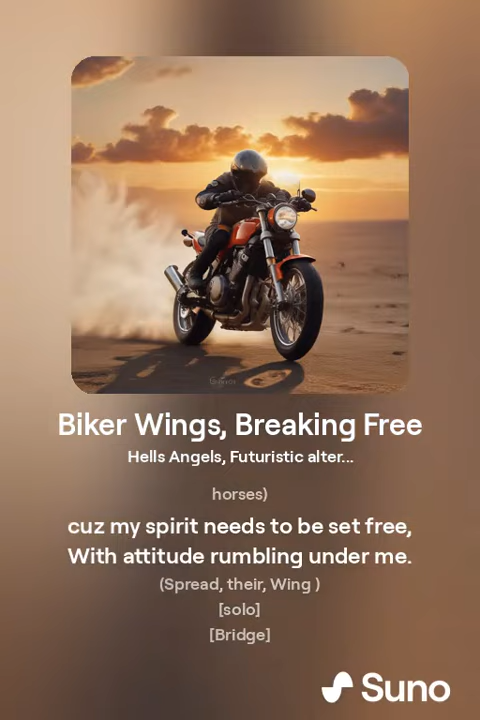 Biker Wings, Breaking Free
Hells Angels, Futuristic alter...
horses)
cuz my spirit needs to be set free,
With attitude rumbling under me.
(Spread, their, Wing )
[solo]
[Bridge]
Suno